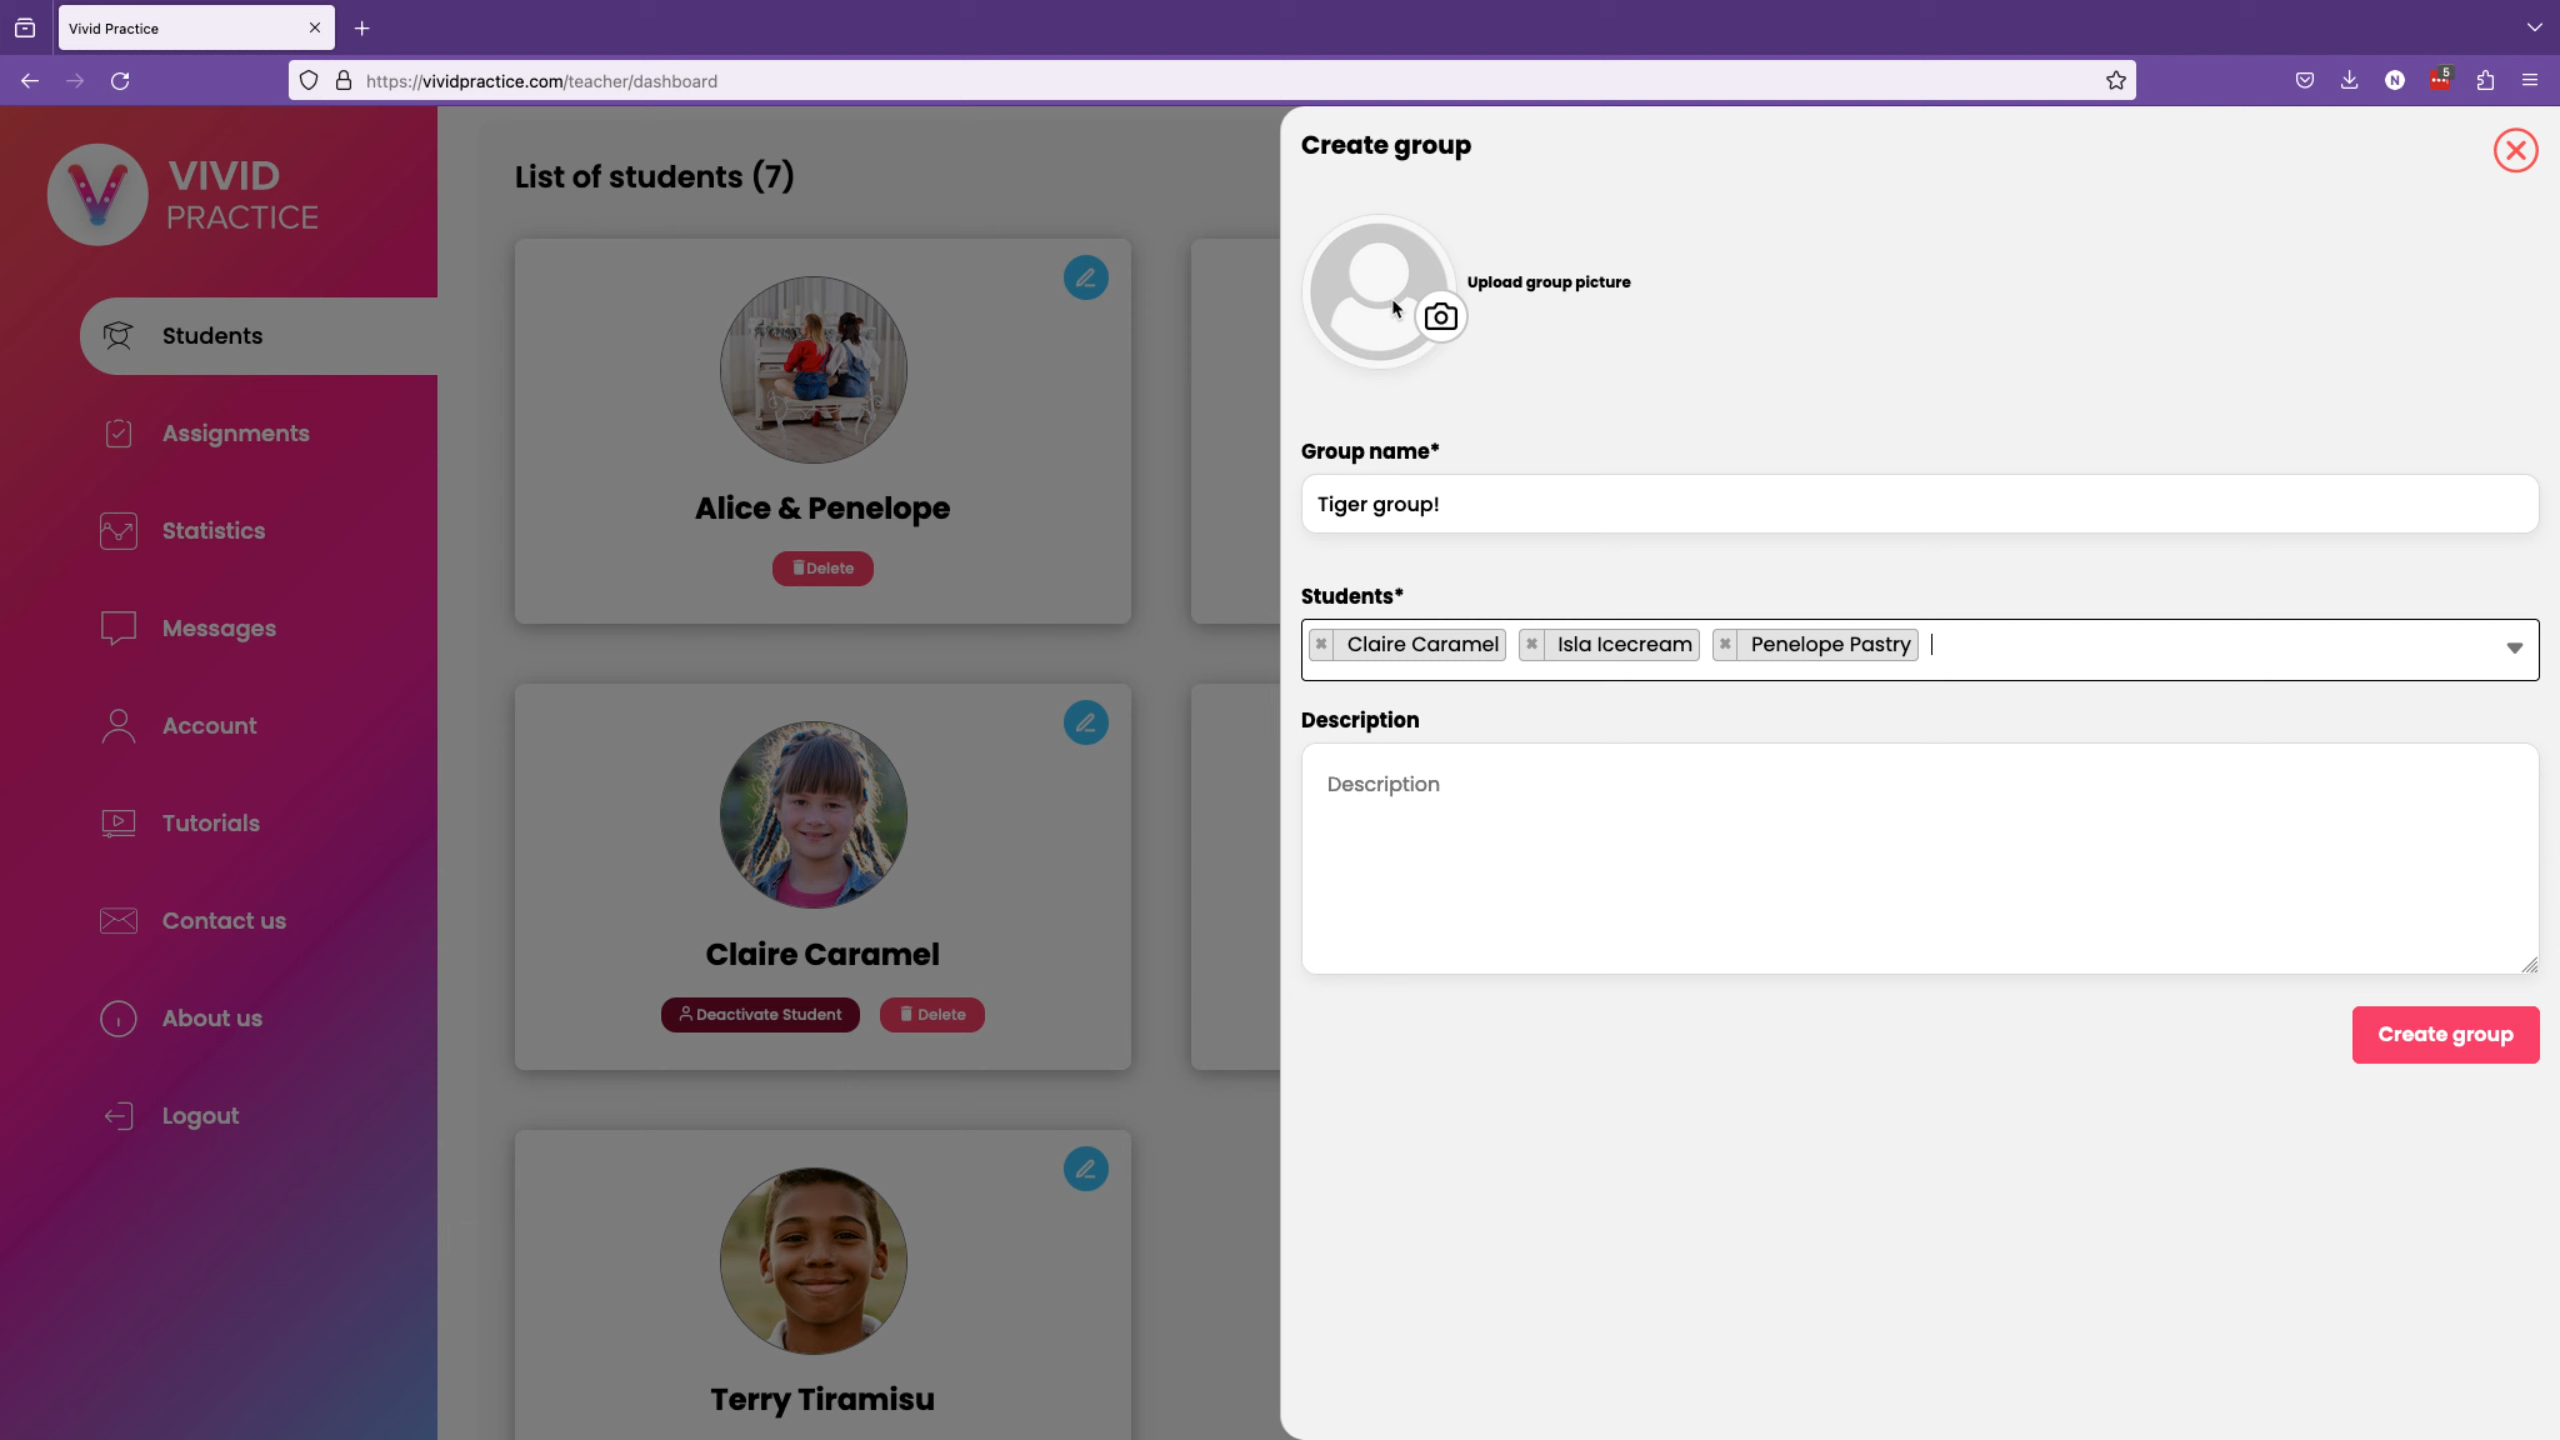 Vivid Practice
https://vividpractice.com/teacher/dashboard
N
5
VIVID
PRACTICE
Students
Assignments
Statistics
Messages
Account
Tutorials
Contact us
About us
Logout
List of students (7)
Alice & Penelope
Delete
Claire Caramel
Deactivate Student
Delete
Terry Tiramisu
Create group
Upload group picture
Group name*
Tiger group!
Students*
Claire Caramel Isla Icecream Penelope Pastry
Description
Description
Create group